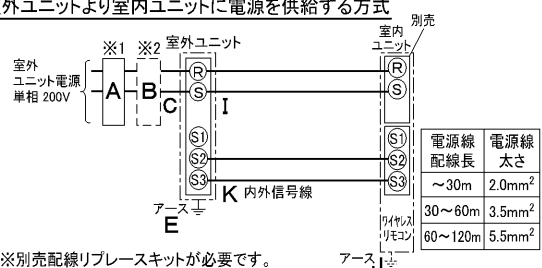 外ユニットより室内ユニットに電源を供給する方式
※1
※2
室外ユニット
室内
ユニット
別売
室外
ユニット電源
単相 200V
A
B
C
R
S
I
R
S
S1
S2
S3
S1
S2
S3
K 内外信号線
アース
E
ワイヤレス
リモコン
アース
J
電源線
配線長
電源線
太さ
～30m 2.0mm²
30～60m 3.5mm²
60～120m 5.5mm²
※別売配線リプレースキットが必要です。